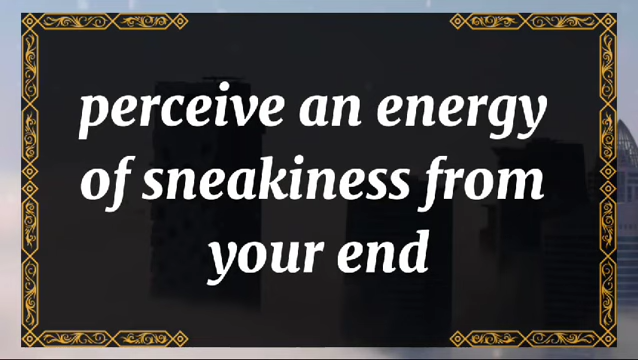 perceive an energy
of sneakiness from
your end